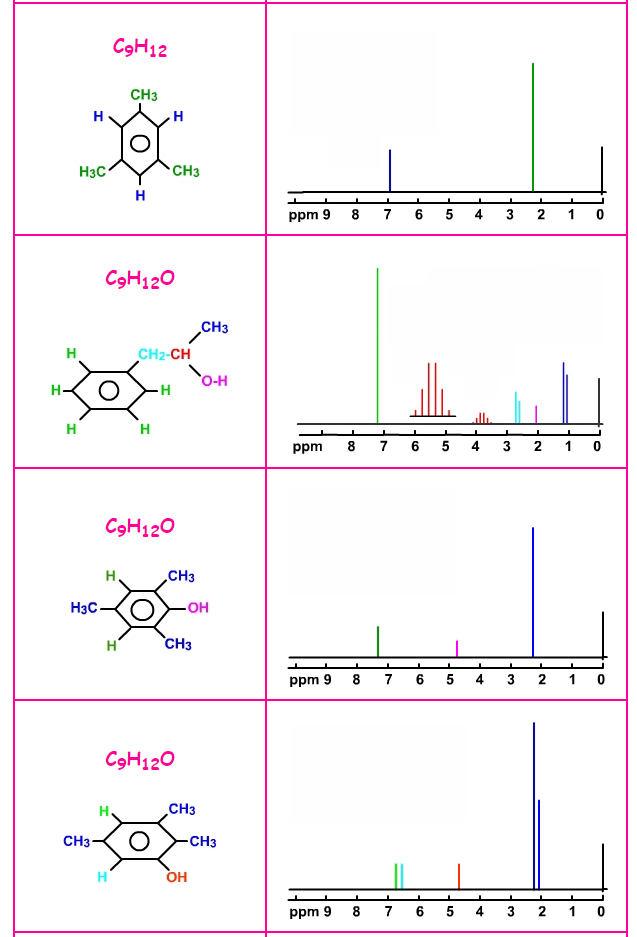 C9H12
CH3
H H
H3C CH3
H
ppm 9 8 7 6 5 4 3 2 1 0
C9H12O
CH3
H CH2-CH
O-H
H H
H H
ppm 8 7 6 5 4 3 2 1 0
C9H12O
H CH3
H3C OH
H CH3
ppm 9 8 7 6 5 4 3 2 1 0
C9H12O
H CH3
CH3 CH3
H OH
ppm 9 8 7 6 5 4 3 2 1 0